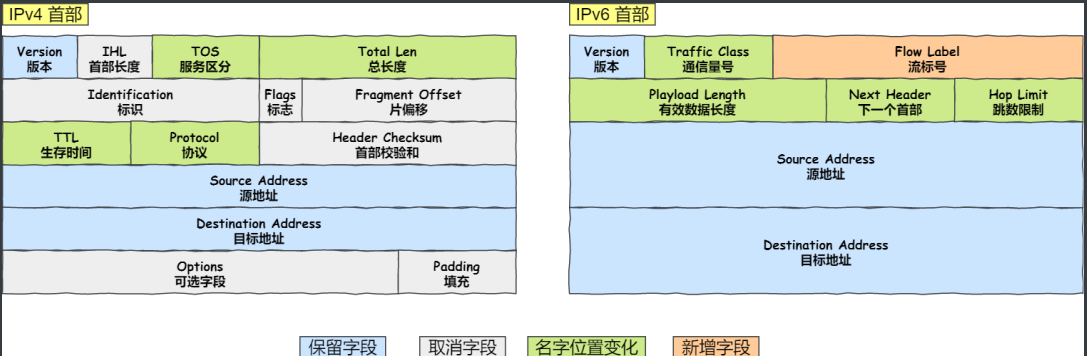 IPv4 首部
IPv6 首部
Version
版本
IHL
首部长度
TOS
服务区分
Total Len
总长度
Identification
标识
Flags
标志
Fragment Offset
片偏移
TTL
生存时间
Protocol
协议
Header Checksum
首部校验和
Source Address
源地址
Destination Address
目标地址
Options
可选字段
Padding
填充
Version
版本
Traffic Class
通信量号
Flow Label
流标号
Playload Length
有效数据长度
Next Header
下一个首部
Hop Limit
跳数限制
Source Address
源地址
Destination Address
目标地址
保留字段
取消字段
名字位置变化
新增字段